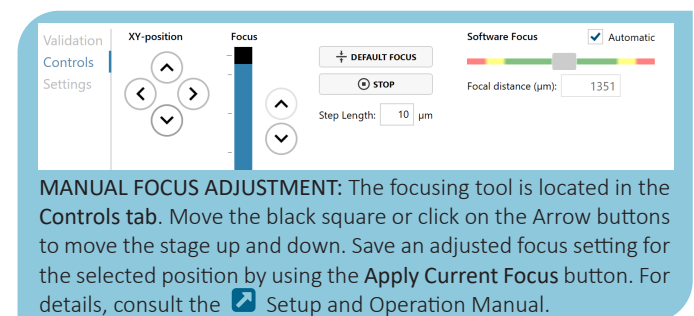 Validation
Controls
Settings
XY-position
Focus
DEFAULT FOCUS
STOP
Step Length: 10 µm
Software Focus
Automatic
Focal distance (µm): 1351
MANUAL FOCUS ADJUSTMENT: The focusing tool is located in the
Controls tab. Move the black square or click on the Arrow buttons
to move the stage up and down. Save an adjusted focus setting for
the selected position by using the Apply Current Focus button. For
details, consult the Setup and Operation Manual.